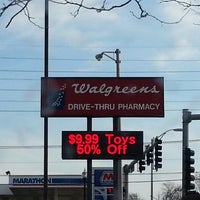 Walgreens
DRIVE-THRU PHARMACY
$9.99 Toys
50% Off
MARATHON